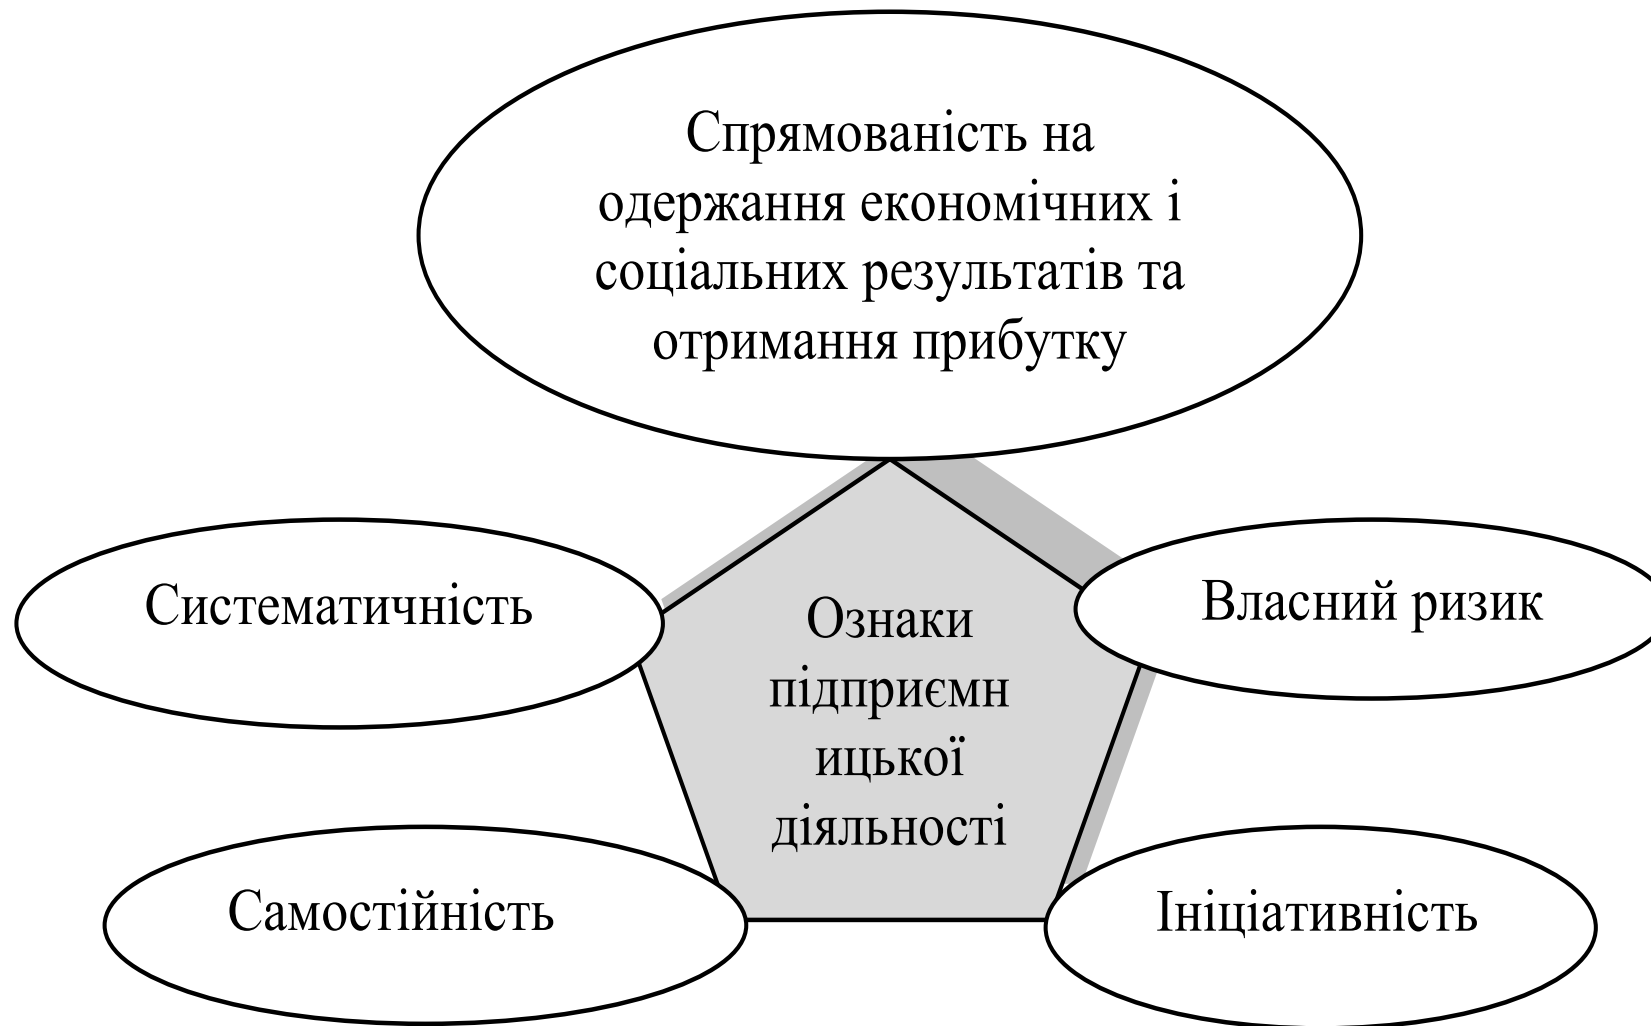 Спрямованість на
одержання економічних і
соціальних результатів та
отримання прибутку
Систематичність
Власний ризик
Ознаки
підприємн
ицької
діяльності
Самостійність
Ініціативність